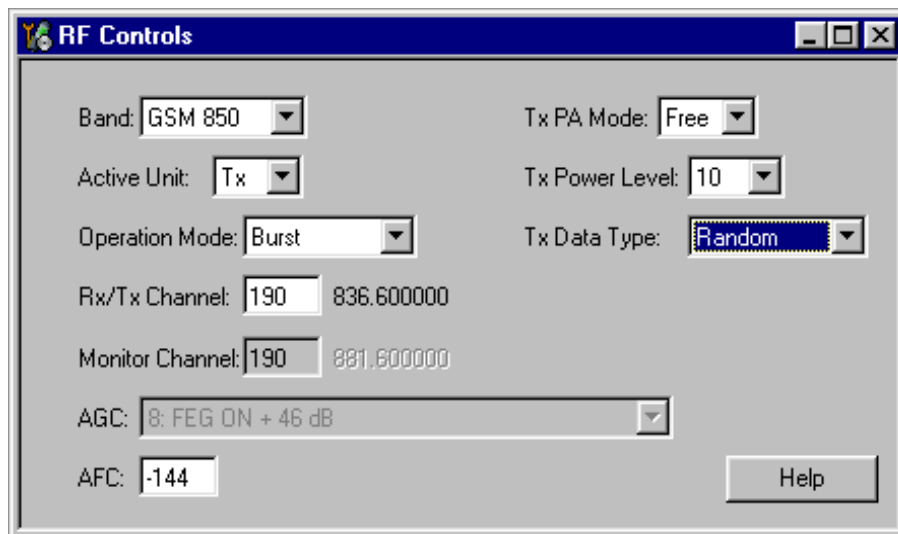 RF Controls
Band: GSM 850
Tx PA Mode: Free
Active Unit: Tx
Tx Power Level: 10
Operation Mode: Burst
Tx Data Type: Random
Rx/Tx Channel: 190 836.600000
Monitor Channel: 190 881.600000
AGC: 8: FEG ON + 46 dB
AFC: -144
Help